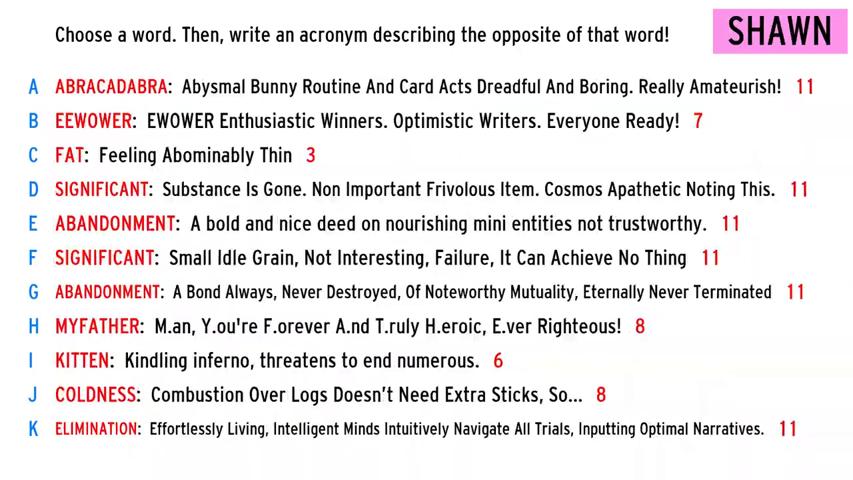 Choose a word. Then, write an acronym describing the opposite of that word!
SHAWN
A ABRACADABRA: Abysmal Bunny Routine And Card Acts Dreadful And Boring. Really Amateurish! 11
B EEWOWER: EWOWER Enthusiastic Winners. Optimistic Writers. Everyone Ready! 7
C FAT: Feeling Abominably Thin 3
D SIGNIFICANT: Substance Is Gone. Non Important Frivolous Item. Cosmos Apathetic Noting This. 11
E ABANDONMENT: A bold and nice deed on nourishing mini entities not trustworthy. 11
F SIGNIFICANT: Small Idle Grain, Not Interesting, Failure, It Can Achieve No Thing 11
G ABANDONMENT: A Bond Always, Never Destroyed, Of Noteworthy Mutuality, Eternally Never Terminated 11
H MYFATHER: M.an, Y.ou're F.orever A.nd T.ruly H.eroic, E.ver Righteous! 8
I KITTEN: Kindling inferno, threatens to end numerous. 6
J COLDNESS: Combustion Over Logs Doesn't Need Extra Sticks, So... 8
K ELIMINATION: Effortlessly Living, Intelligent Minds Intuitively Navigate All Trials, Inputting Optimal Narratives. 11